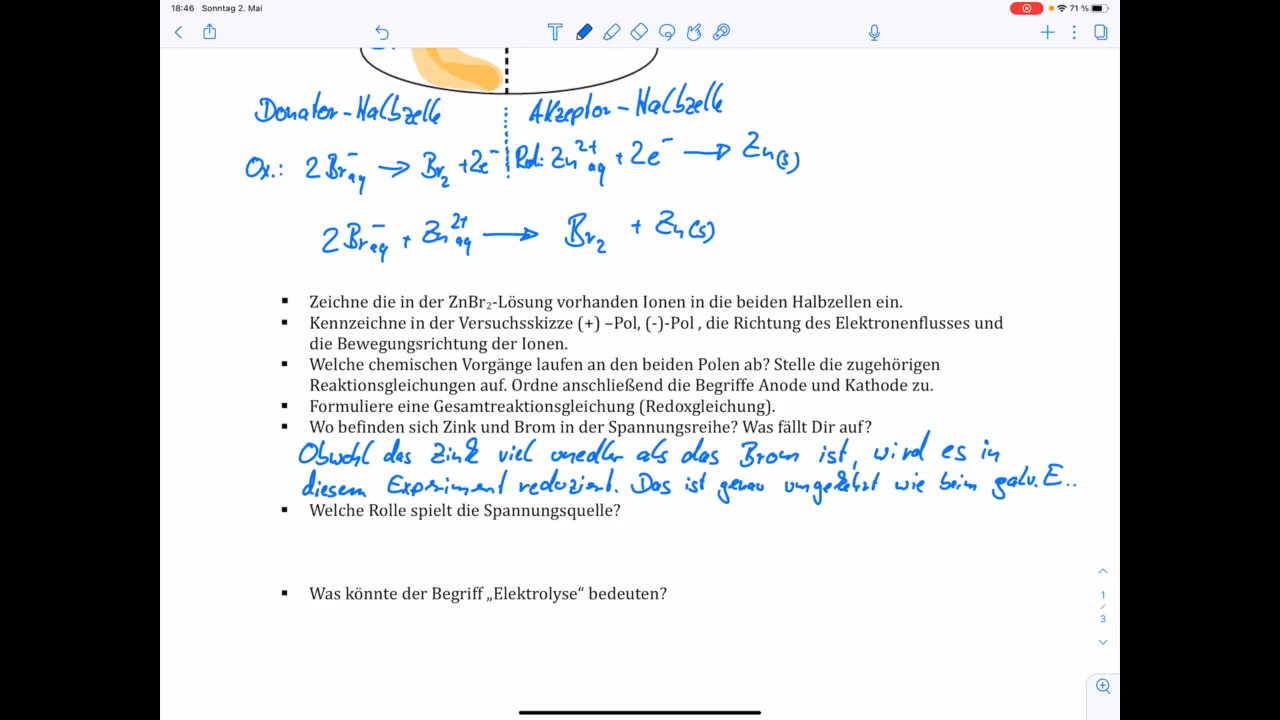 18:46 Sonntag 2. Mai
71 %
Donator-Halbzelle Akzeptor-Halbzelle
Ox.: 2Br⁻aq → Br₂ + 2e⁻ Red: Zn²⁺aq + 2e⁻ → Zn(s)
2Br⁻aq + Zn²⁺aq → Br₂ + Zn(s)
▪ Zeichne die in der ZnBr₂-Lösung vorhanden Ionen in die beiden Halbzellen ein.
▪ Kennzeichne in der Versuchsskizze (+) –Pol, (-)-Pol , die Richtung des Elektronenflusses und
die Bewegungsrichtung der Ionen.
▪ Welche chemischen Vorgänge laufen an den beiden Polen ab? Stelle die zugehörigen
Reaktionsgleichungen auf. Ordne anschließend die Begriffe Anode und Kathode zu.
▪ Formuliere eine Gesamtreaktionsgleichung (Redoxgleichung).
▪ Wo befinden sich Zink und Brom in der Spannungsreihe? Was fällt Dir auf?
Obwohl das Zink viel unedler als das Brom ist, wird es in
diesem Experiment reduziert. Das ist genau umgekehrt wie beim galv. E..
▪ Welche Rolle spielt die Spannungsquelle?
▪ Was könnte der Begriff „Elektrolyse“ bedeuten?
1
/
3